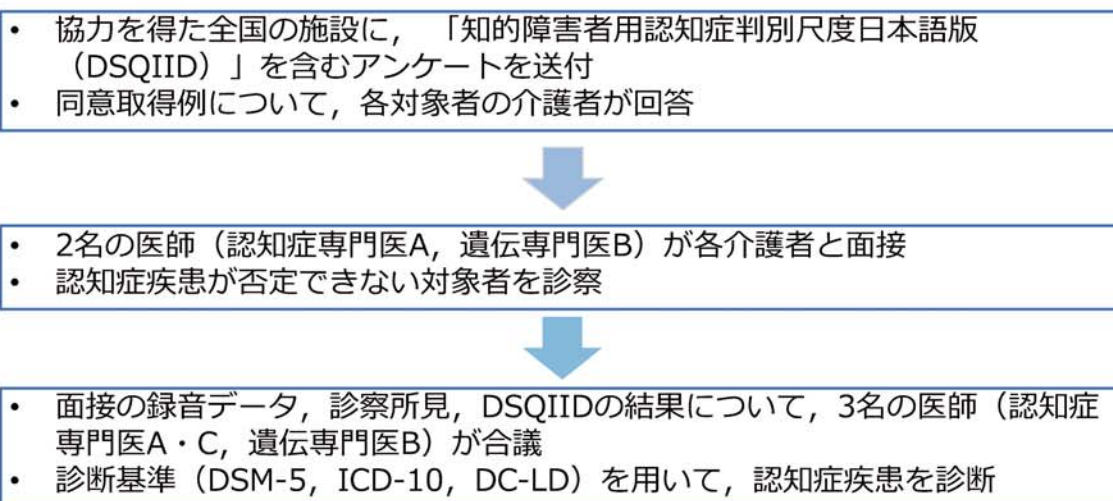 • 協力を得た全国の施設に，「知的障害者用認知症判別尺度日本語版
（DSQIID）」を含むアンケートを送付
• 同意取得例について，各対象者の介護者が回答
• 2名の医師（認知症専門医A，遺伝専門医B）が各介護者と面接
• 認知症疾患が否定できない対象者を診察
• 面接の録音データ，診察所見，DSQIIDの結果について，3名の医師（認知症
専門医A・C，遺伝専門医B）が合議
• 診断基準（DSM-5，ICD-10，DC-LD）を用いて，認知症疾患を診断